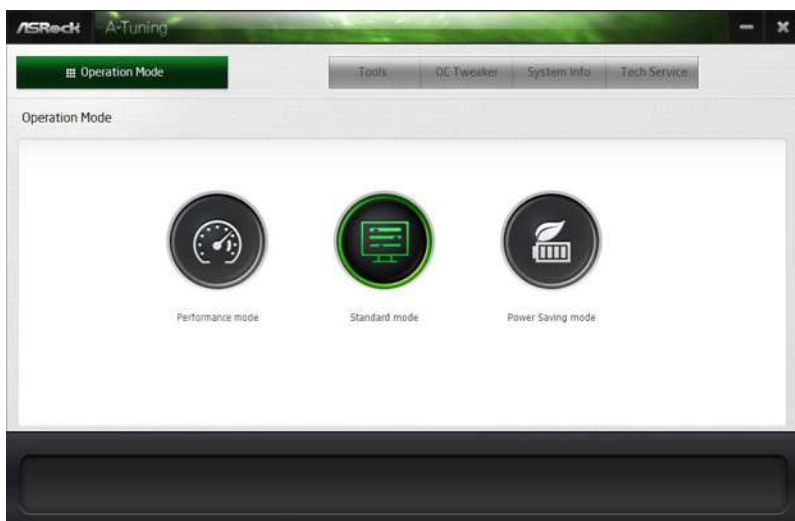 ASRock A-Tuning
Operation Mode Tools OC Tweaker System Info Tech Service
Operation Mode
Performance mode Standard mode Power Saving mode